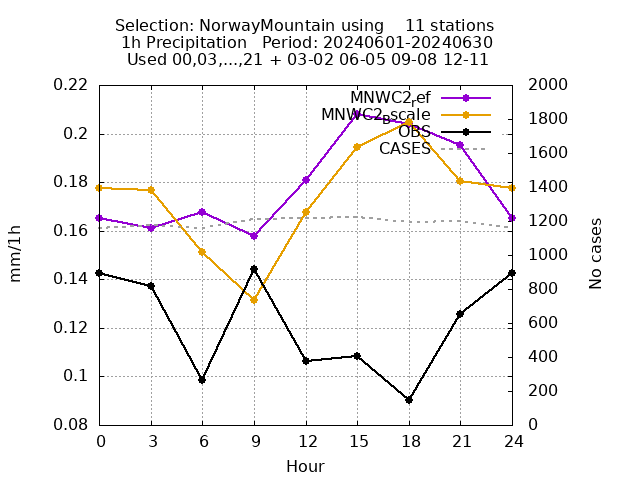 Selection: NorwayMountain using 11 stations
1h Precipitation Period: 20240601-20240630
Used 00,03,...,21 + 03-02 06-05 09-08 12-11
0.22
0.2
0.18
0.16
0.14
0.12
0.1
0.08
mm/1h
MNWC2ref
MNWC2Bscale
OBS
CASES
2000
1800
1600
1400
1200
1000
800
600
400
200
0
No cases
0 3 6 9 12 15 18 21 24
Hour